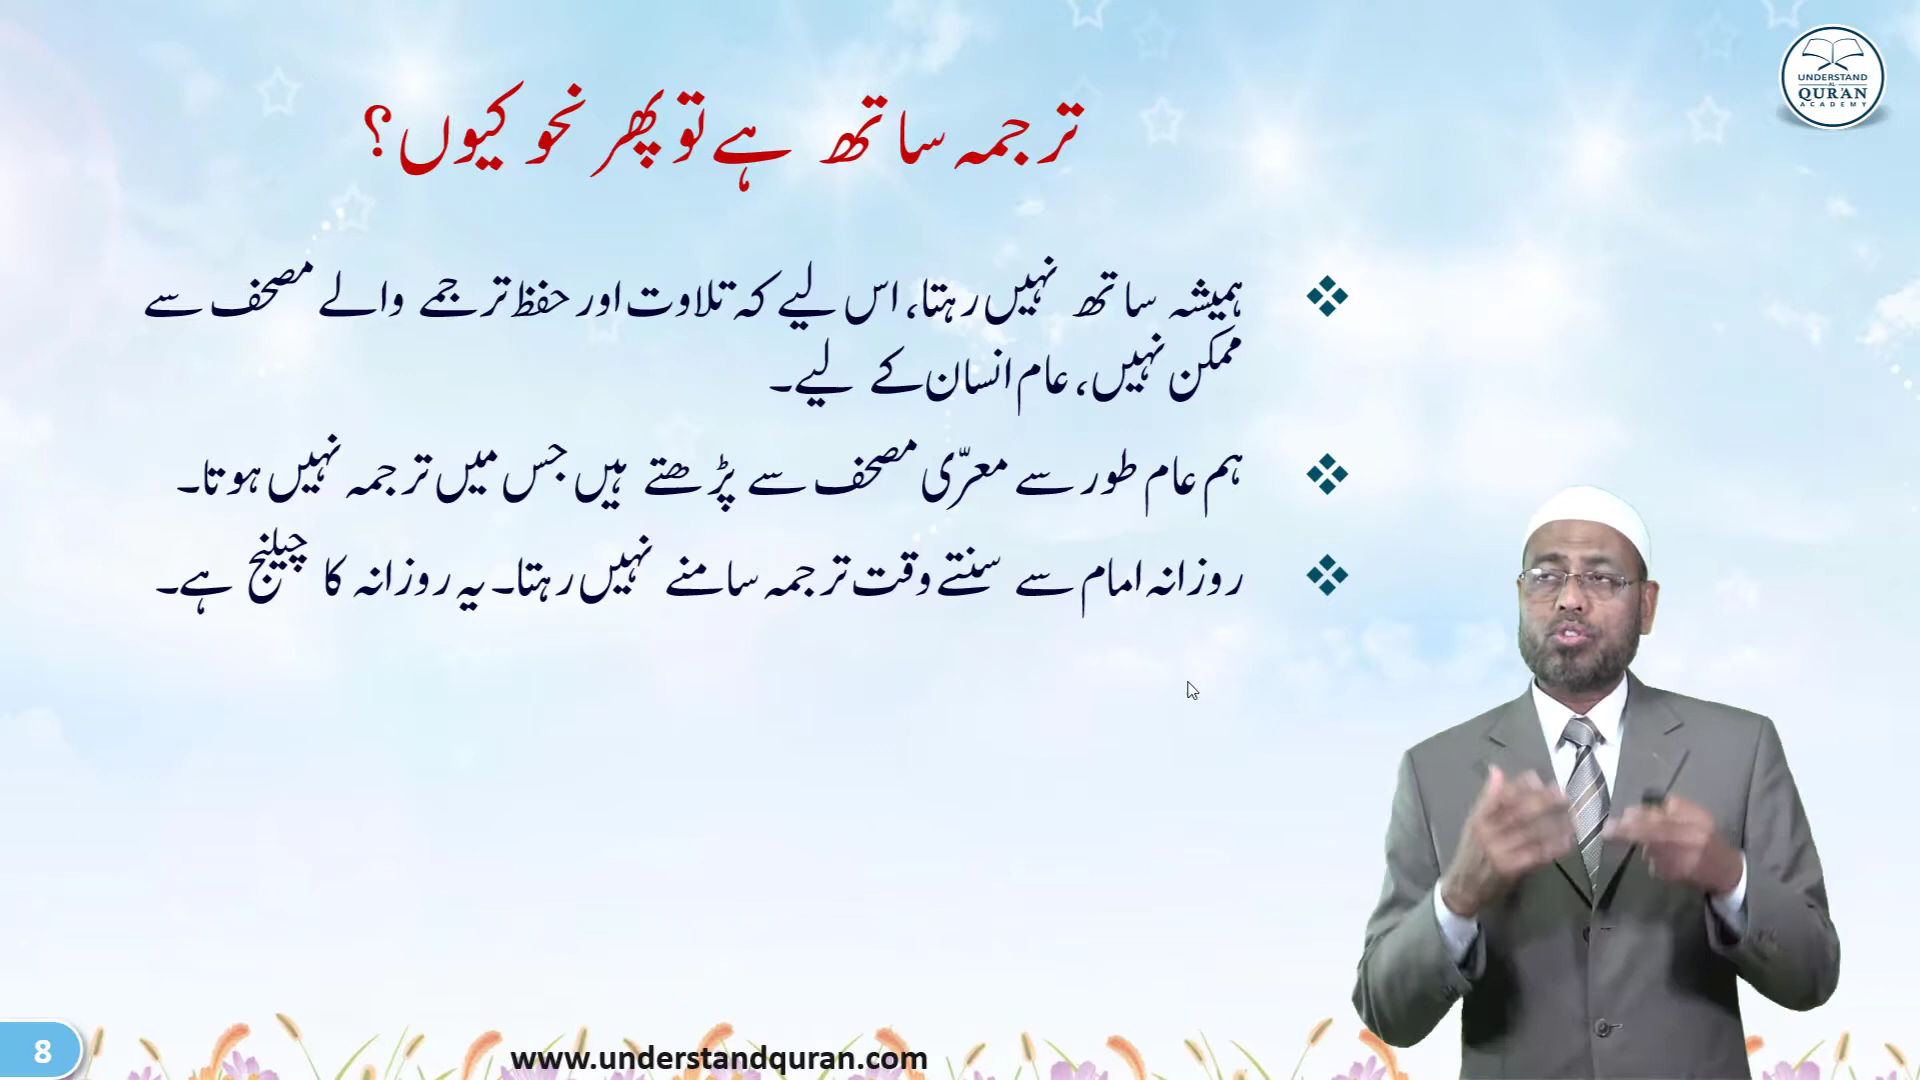 UNDERSTAND
AL
QUR'AN
ACADEMY
ترجمہ ساتھ ہے تو پھر نحو کیوں؟
ہمیشہ ساتھ نہیں رہتا، اس لیے کہ تلاوت اور حفظ ترجمے والے مصحف سے
ممکن نہیں، عام انسان کے لیے۔
ہم عام طور سے معرّی مصحف سے پڑھتے ہیں جس میں ترجمہ نہیں ہوتا۔
روزانہ امام سے سنتے وقت ترجمہ سامنے نہیں رہتا۔ یہ روزانہ کا چیلنج ہے۔
8
www.understandquran.com